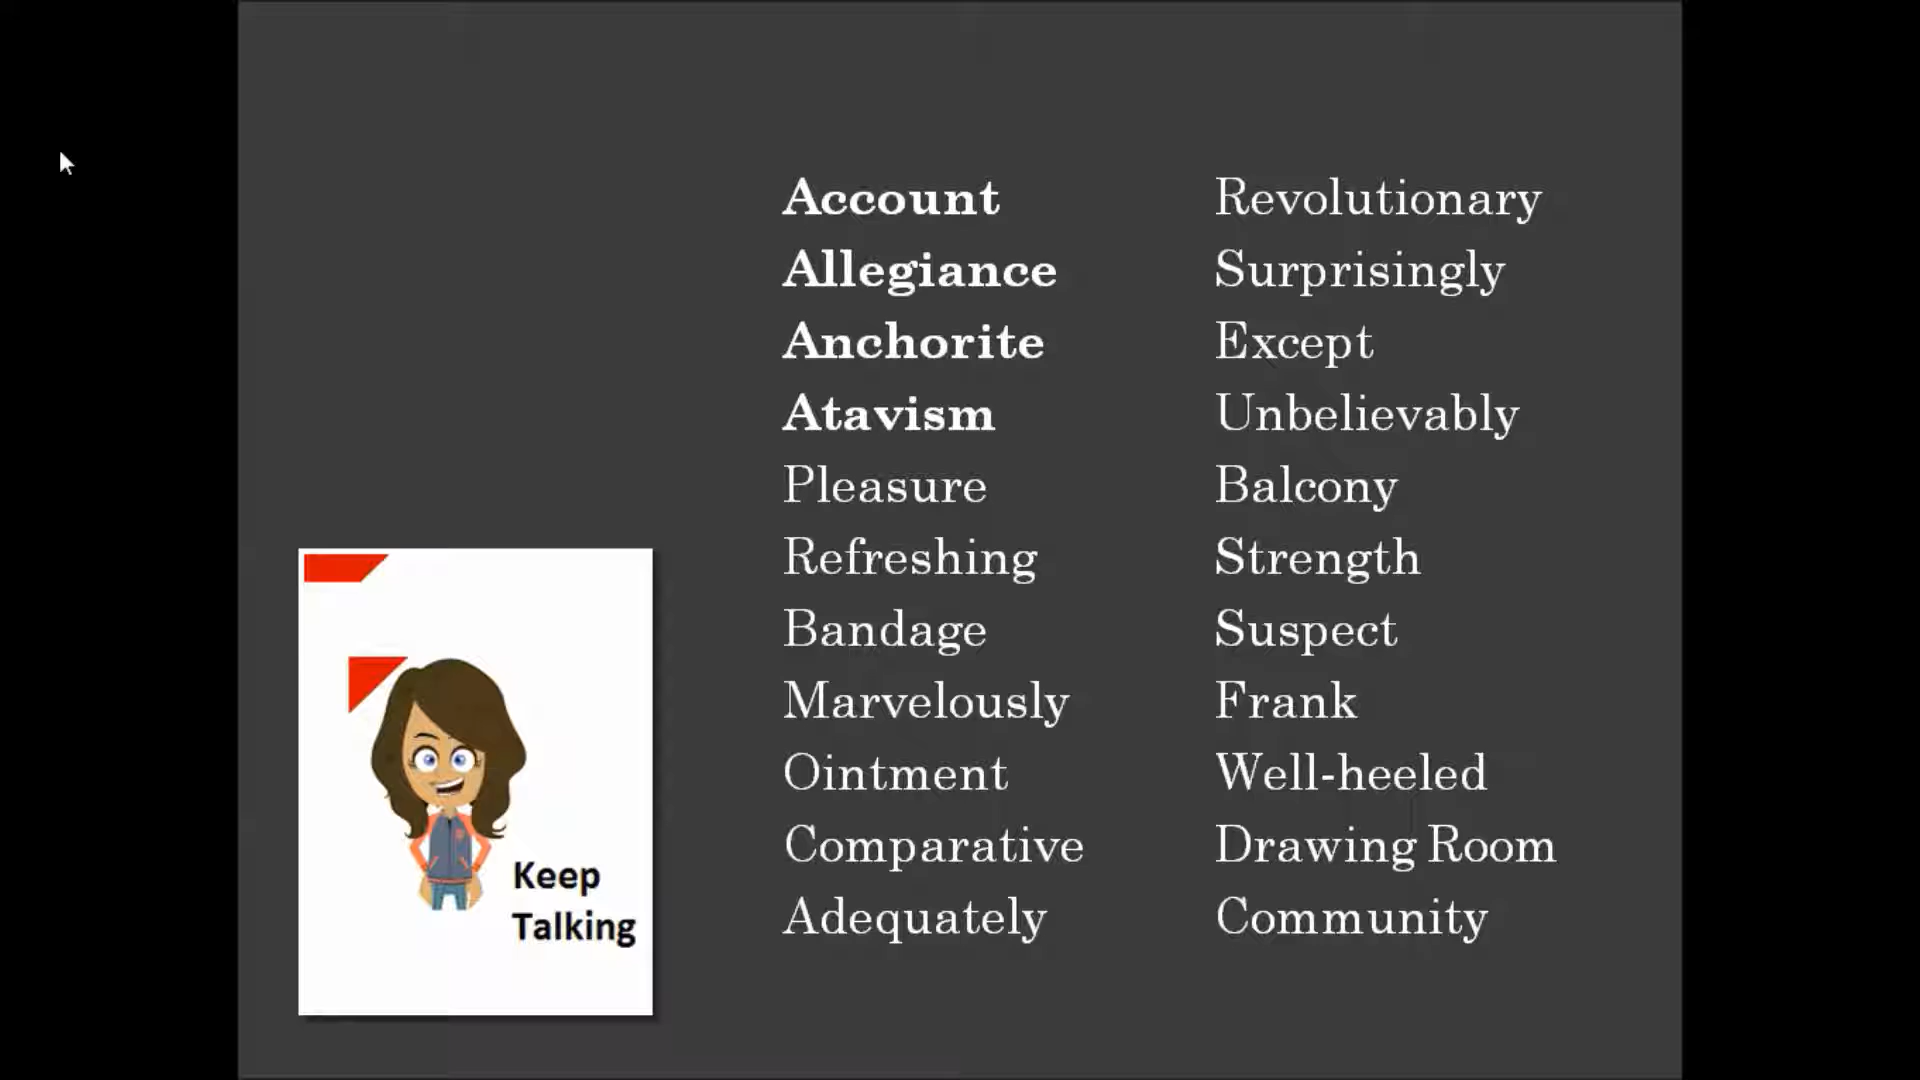 Account
Allegiance
Anchorite
Atavism
Pleasure
Refreshing
Bandage
Marvelously
Ointment
Comparative
Adequately
Revolutionary
Surprisingly
Except
Unbelievably
Balcony
Strength
Suspect
Frank
Well-heeled
Drawing Room
Community
Keep
Talking